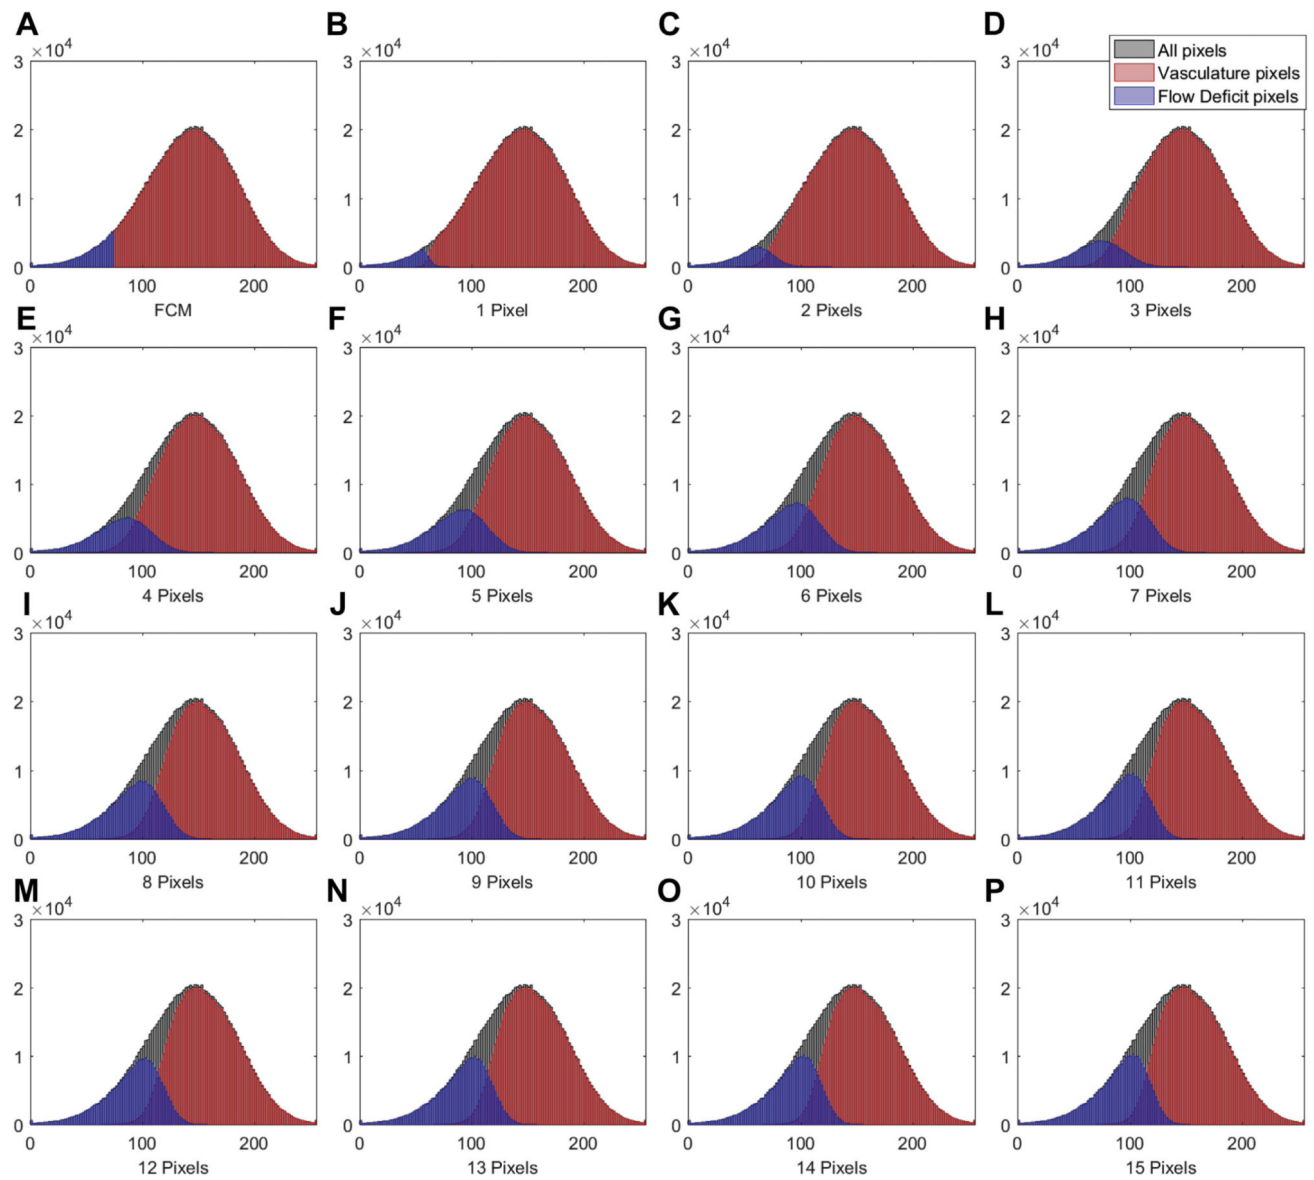 A B C D
×10⁴ ×10⁴ ×10⁴ ×10⁴
All pixels
Vasculature pixels
Flow Deficit pixels
3 3 3 3
2 2 2 2
1 1 1 1
0 0 0 0
0 100 200 0 100 200 0 100 200 0 100 200
FCM 1 Pixel 2 Pixels 3 Pixels
E F G H
×10⁴ ×10⁴ ×10⁴ ×10⁴
3 3 3 3
2 2 2 2
1 1 1 1
0 0 0 0
0 100 200 0 100 200 0 100 200 0 100 200
4 Pixels 5 Pixels 6 Pixels 7 Pixels
I J K L
×10⁴ ×10⁴ ×10⁴ ×10⁴
3 3 3 3
2 2 2 2
1 1 1 1
0 0 0 0
0 100 200 0 100 200 0 100 200 0 100 200
8 Pixels 9 Pixels 10 Pixels 11 Pixels
M N O P
×10⁴ ×10⁴ ×10⁴ ×10⁴
3 3 3 3
2 2 2 2
1 1 1 1
0 0 0 0
0 100 200 0 100 200 0 100 200 0 100 200
12 Pixels 13 Pixels 14 Pixels 15 Pixels